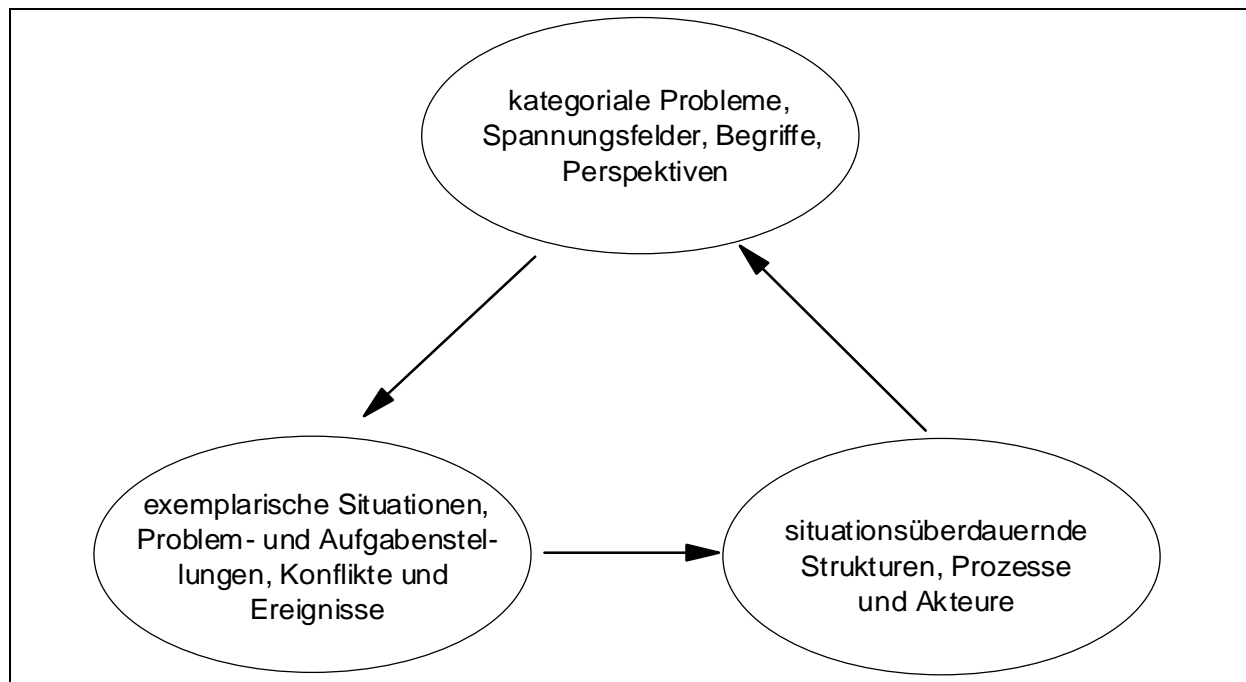 kategoriale Probleme,
Spannungsfelder, Begriffe,
Perspektiven
exemplarische Situationen,
Problem- und Aufgabenstel-
lungen, Konflikte und
Ereignisse
situationsüberdauernde
Strukturen, Prozesse
und Akteure